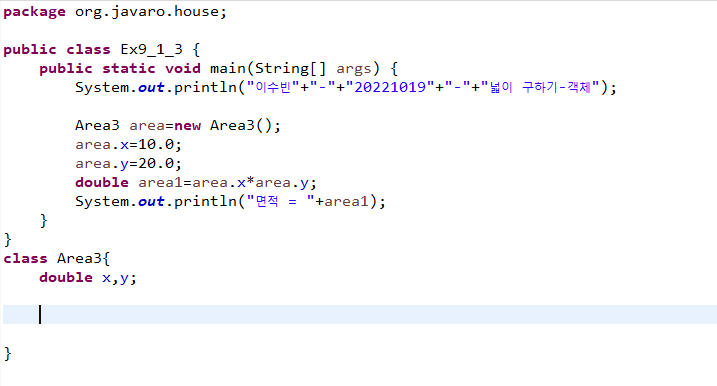 package org.javaro.house;
public class Ex9_1_3 {
public static void main(String[] args) {
System.out.println("이수빈"+"-"+"20221019"+"-"+"넓이 구하기-객체");
Area3 area=new Area3();
area.x=10.0;
area.y=20.0;
double area1=area.x*area.y;
System.out.println("면적 = "+area1);
}
}
class Area3{
double x,y;
}